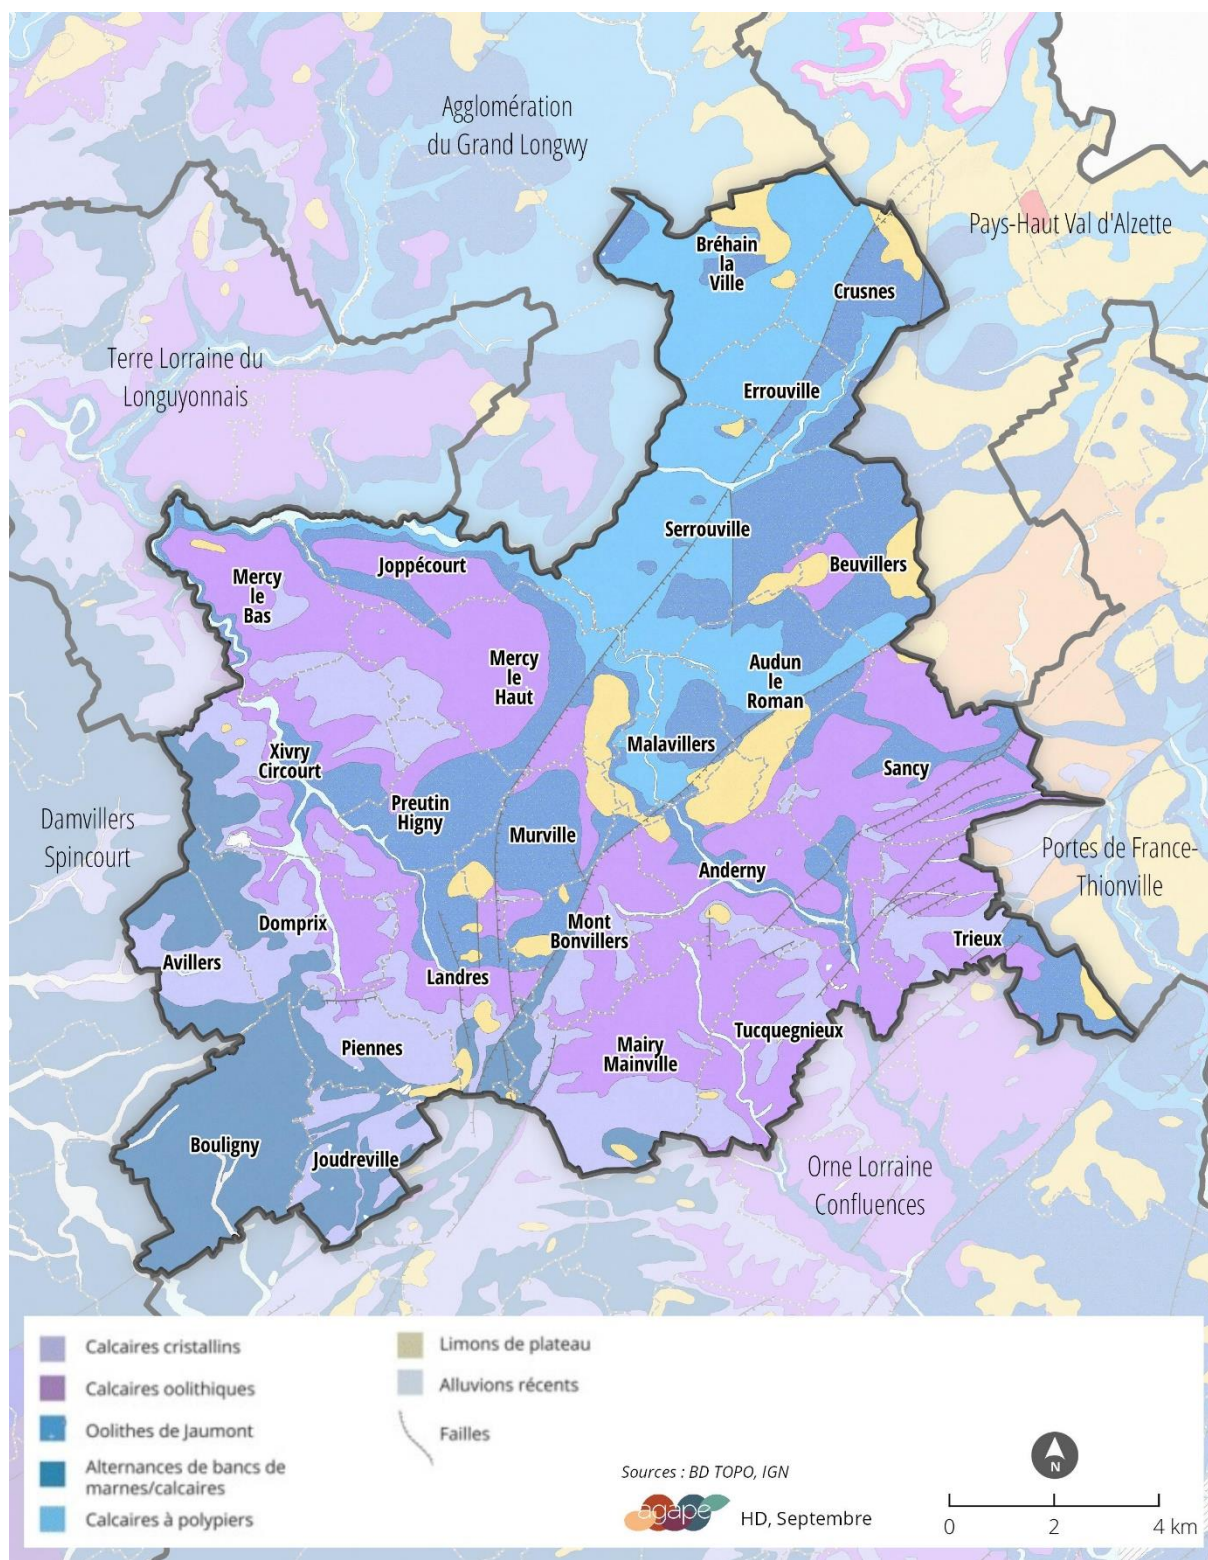 Agglomération
du Grand Longwy
Pays-Haut Val d'Alzette
Bréhain
la
Ville
Crusnes
Terre Lorraine du
Longuyonnais
Errouville
Serrouville
Beuvillers
Joppécourt
Mercy
le
Bas
Mercy
le
Haut
Audun
le
Roman
Malavillers
Xivry
Circourt
Sancy
Preutin
Higny
Murville
Damvillers
Spincourt
Portes de France-
Thionville
Anderny
Domprix
Mont
Bonvillers
Trieux
Avillers
Landres
Piennes
Mairy
Mainville
Tucquegnieux
Bouligny
Joudreville
Orne Lorraine
Confluences
Calcaires cristallins
Calcaires oolithiques
Oolithes de Jaumont
Alternances de bancs de
marnes/calcaires
Calcaires à polypiers
Limons de plateau
Alluvions récents
Failles
Sources : BD TOPO, IGN
agape
HD, Septembre
N
0 2 4 km